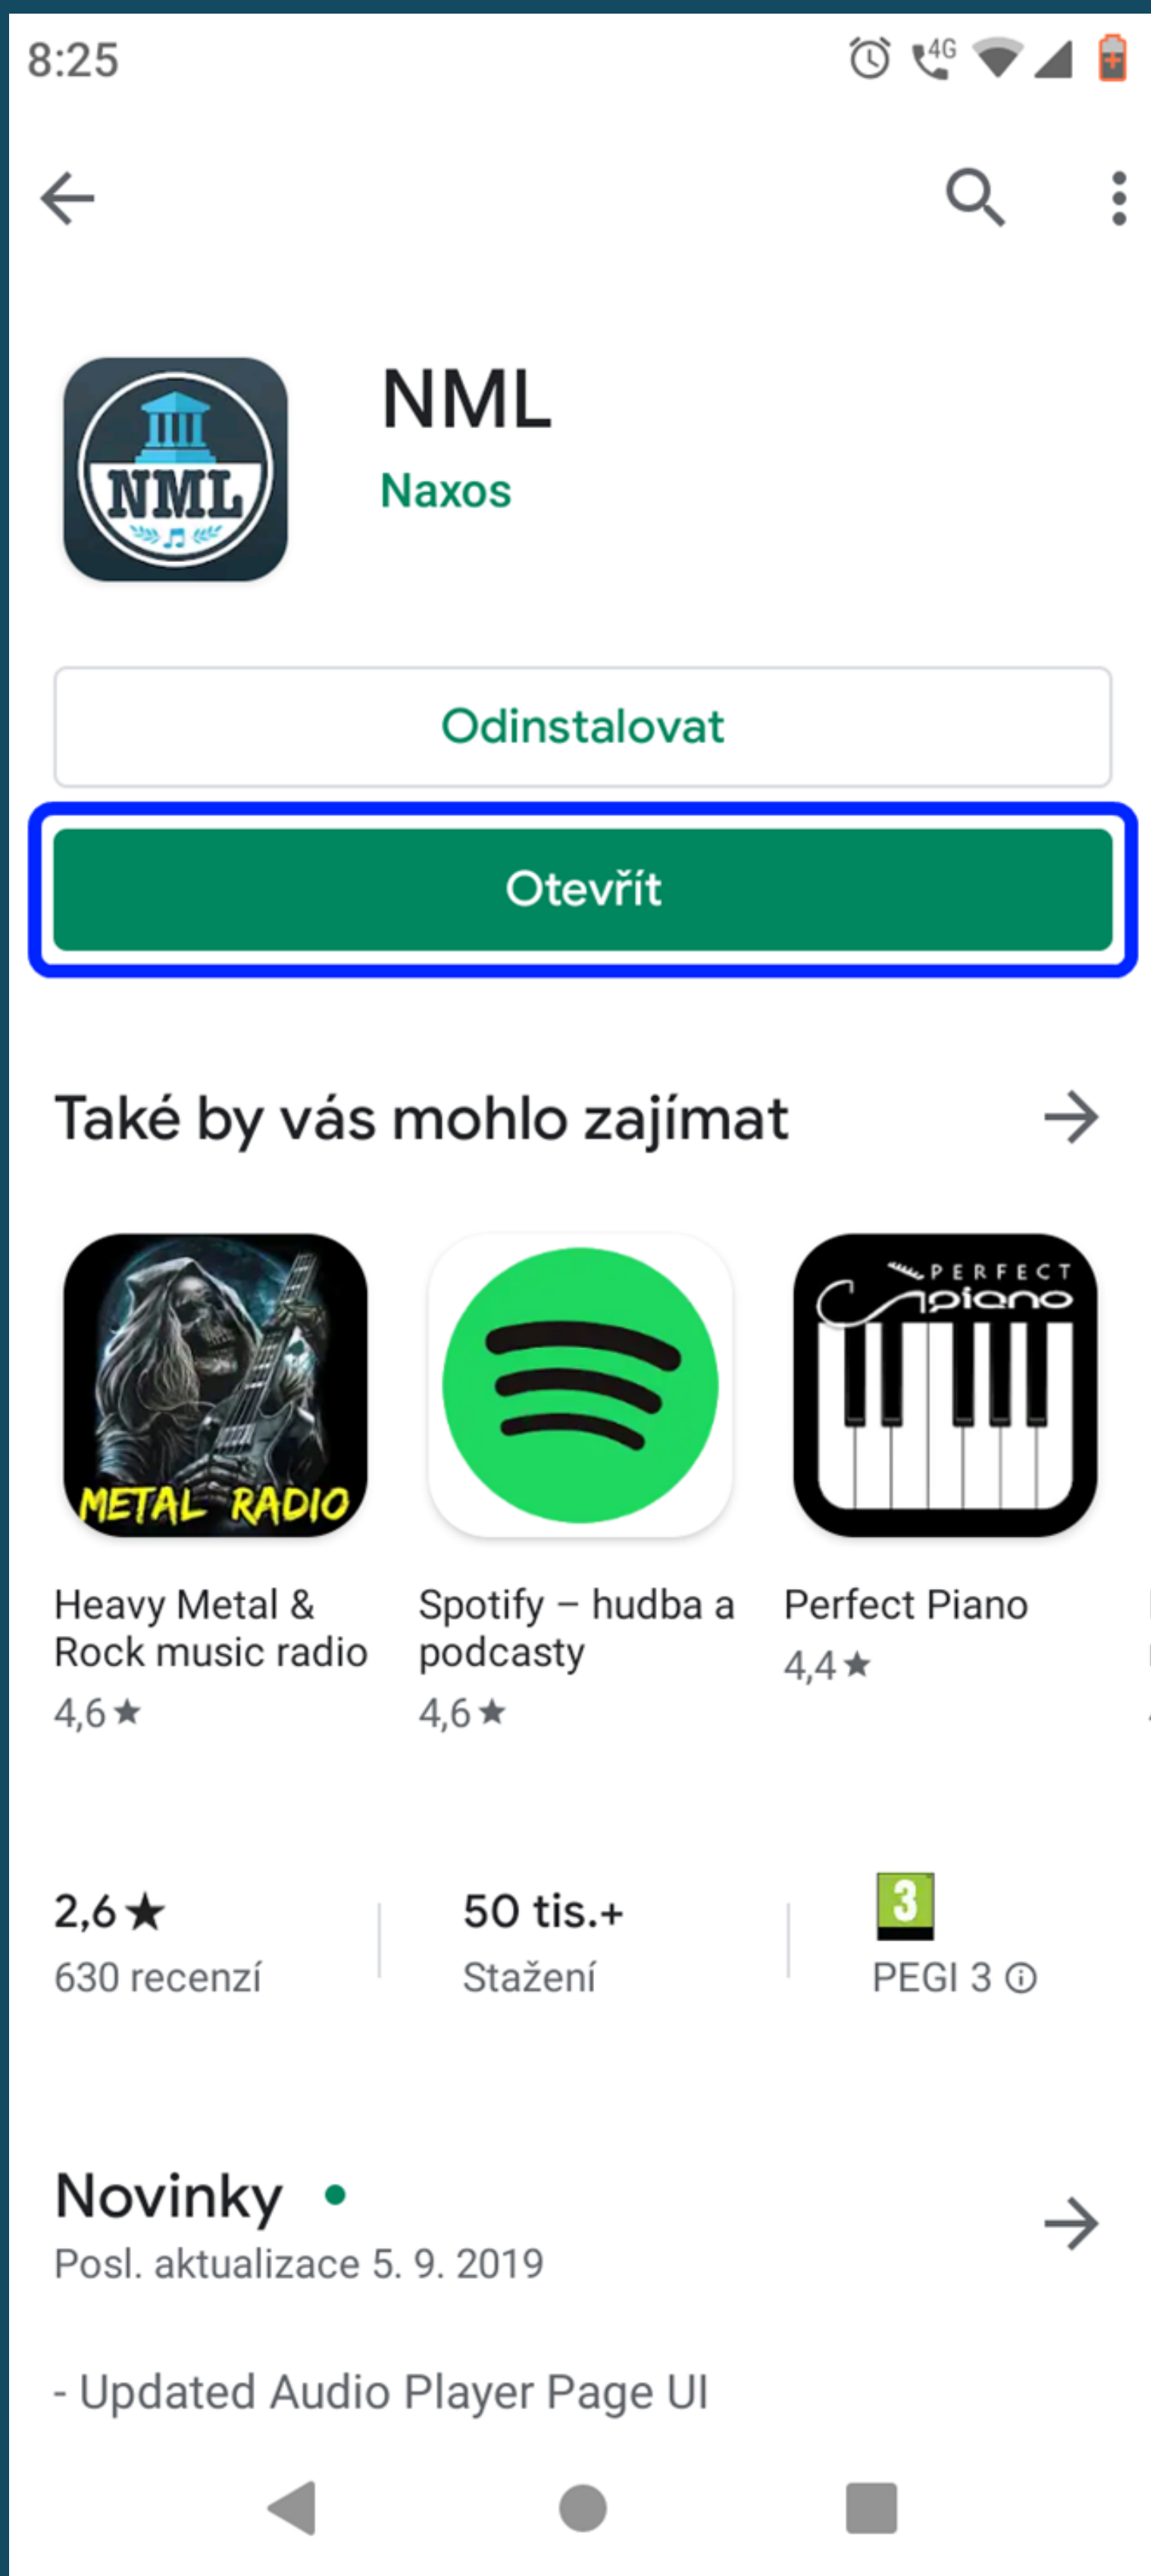 8:25
4G
NML
NML
Naxos
Odinstalovat
Otevřít
Také by vás mohlo zajímat
METAL RADIO
PERFECT
piano
Heavy Metal &
Rock music radio
4,6★
Spotify – hudba a
podcasty
4,6★
Perfect Piano
4,4★
2,6★
630 recenzí
50 tis.+
Stažení
3
PEGI 3
Novinky
Posl. aktualizace 5. 9. 2019
- Updated Audio Player Page UI